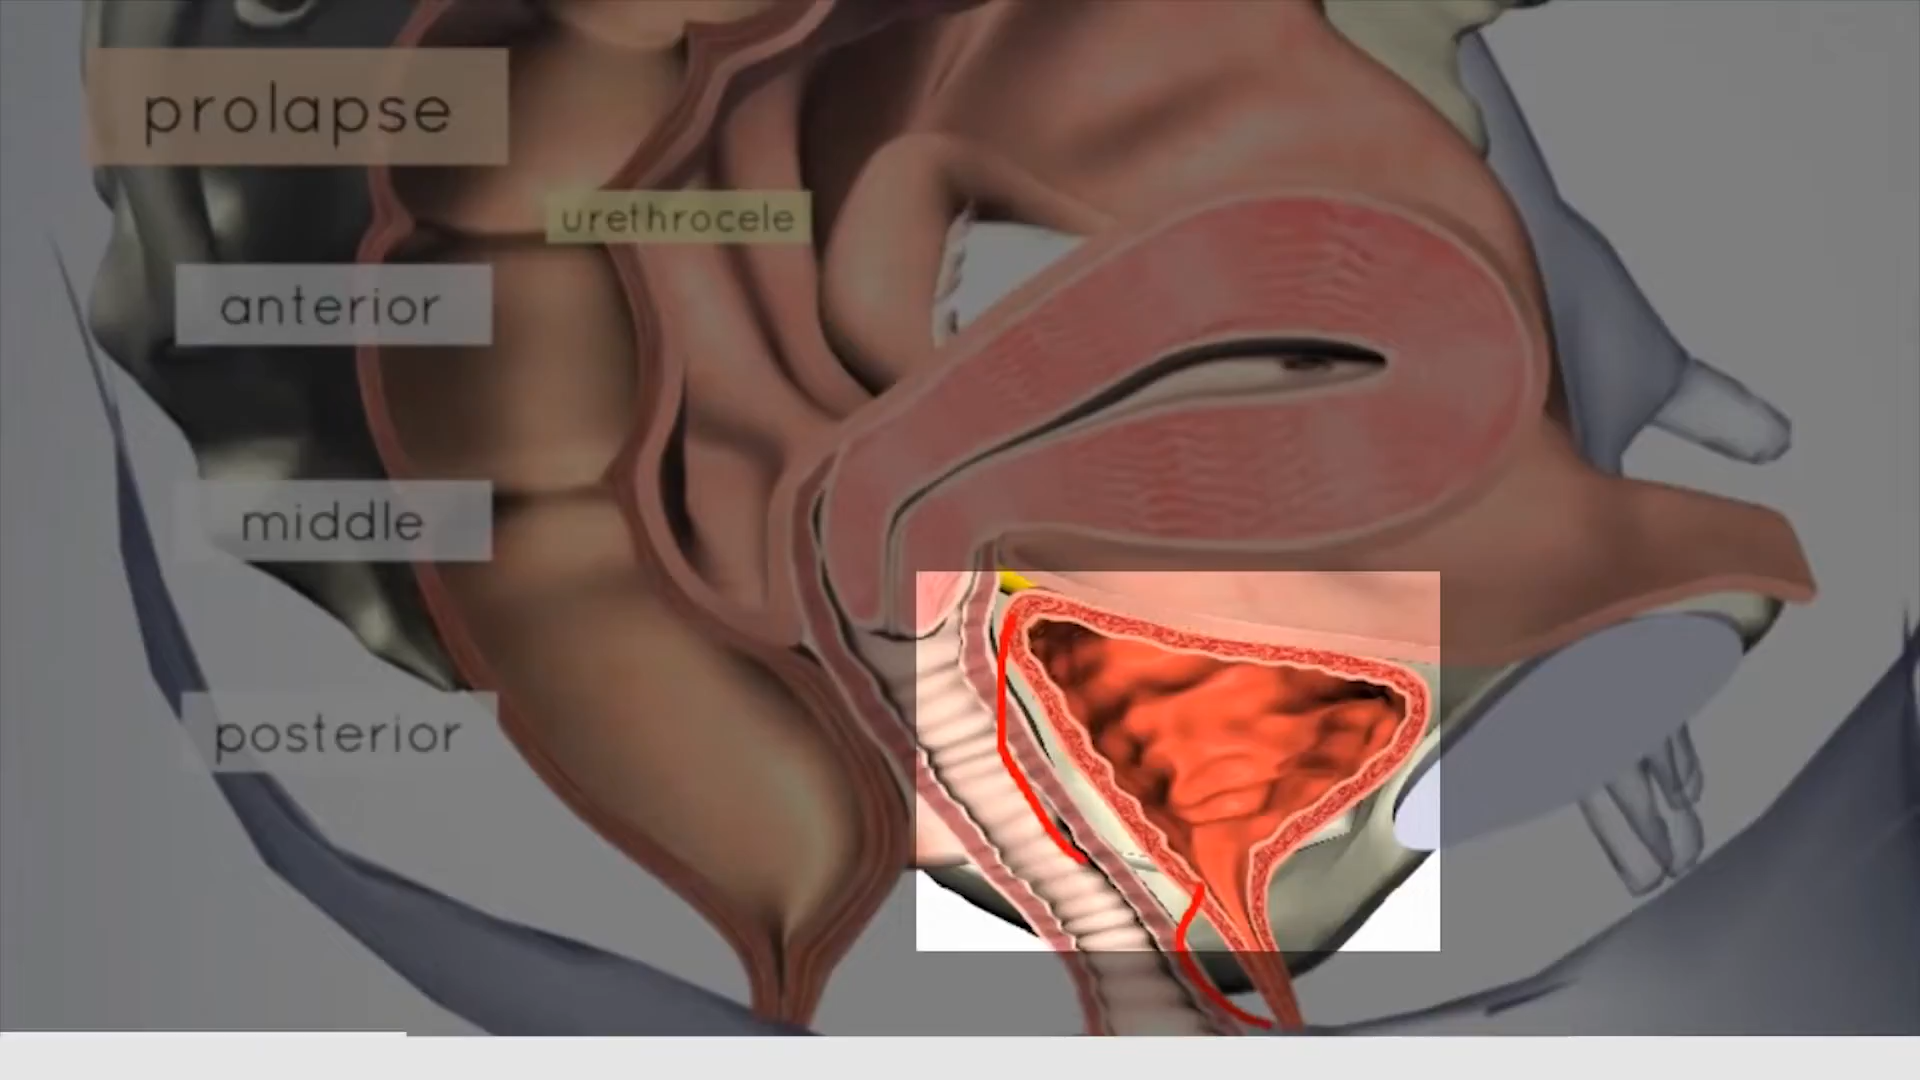 prolapse
urethrocele
anterior
middle
posterior